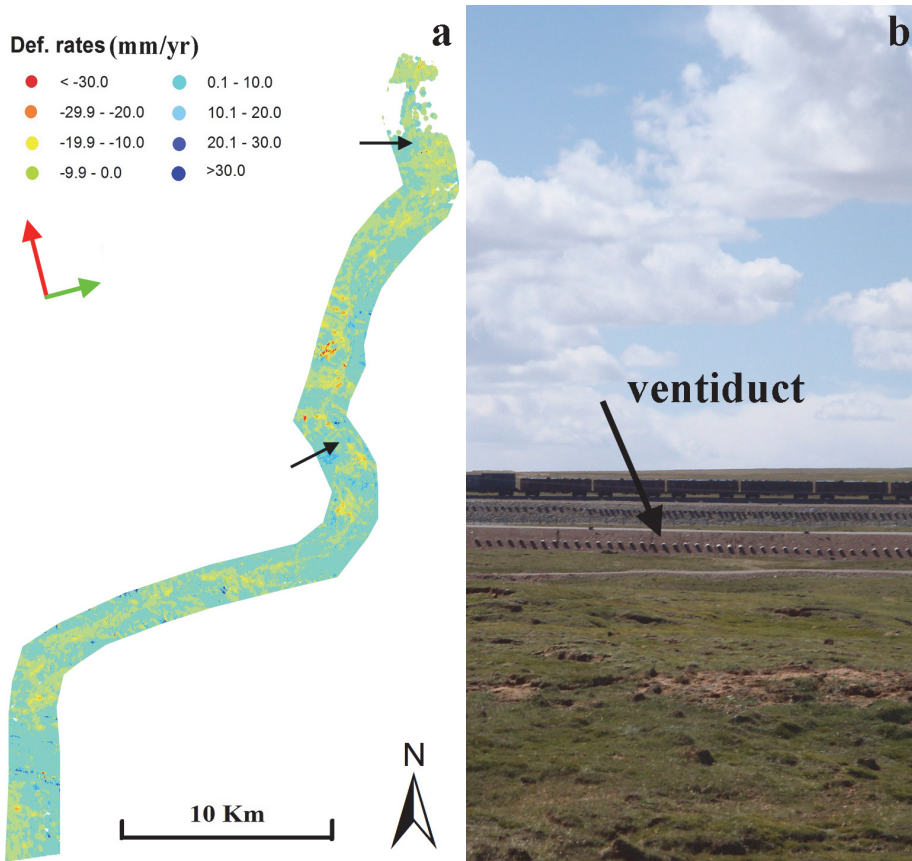 a
Def. rates (mm/yr)
< -30.0
-29.9 - -20.0
-19.9 - -10.0
-9.9 - 0.0
0.1 - 10.0
10.1 - 20.0
20.1 - 30.0
>30.0
N
10 Km
b
ventiduct